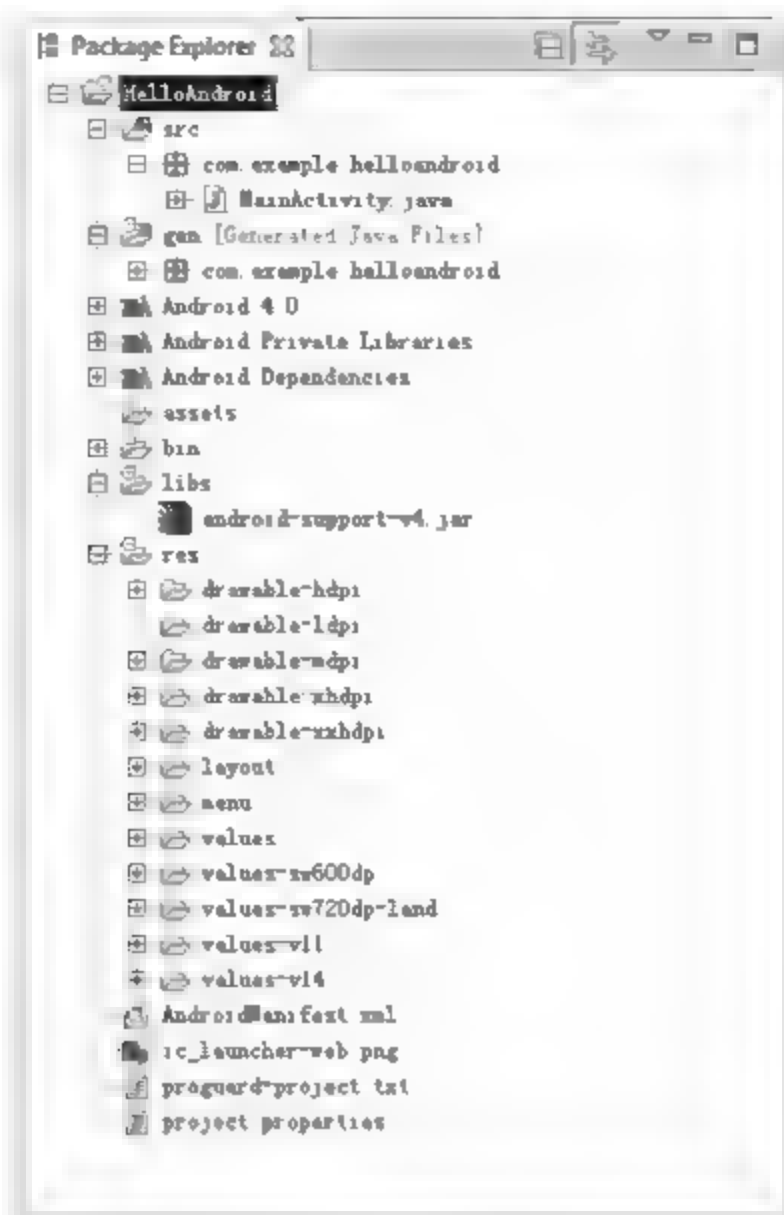 Package Explorer
HelloAndroid
src
com.example.helloandroid
MainActivity.java
gen [Generated Java Files]
com.example.helloandroid
Android 4.0
Android Private Libraries
Android Dependencies
assets
bin
libs
android-support-v4.jar
res
drawable-hdpi
drawable-ldpi
drawable-mdpi
drawable-xhdpi
drawable-xxhdpi
layout
menu
values
values-sw600dp
values-sw720dp-land
values-v11
values-v14
AndroidManifest.xml
ic_launcher-web.png
proguard-project.txt
project.properties